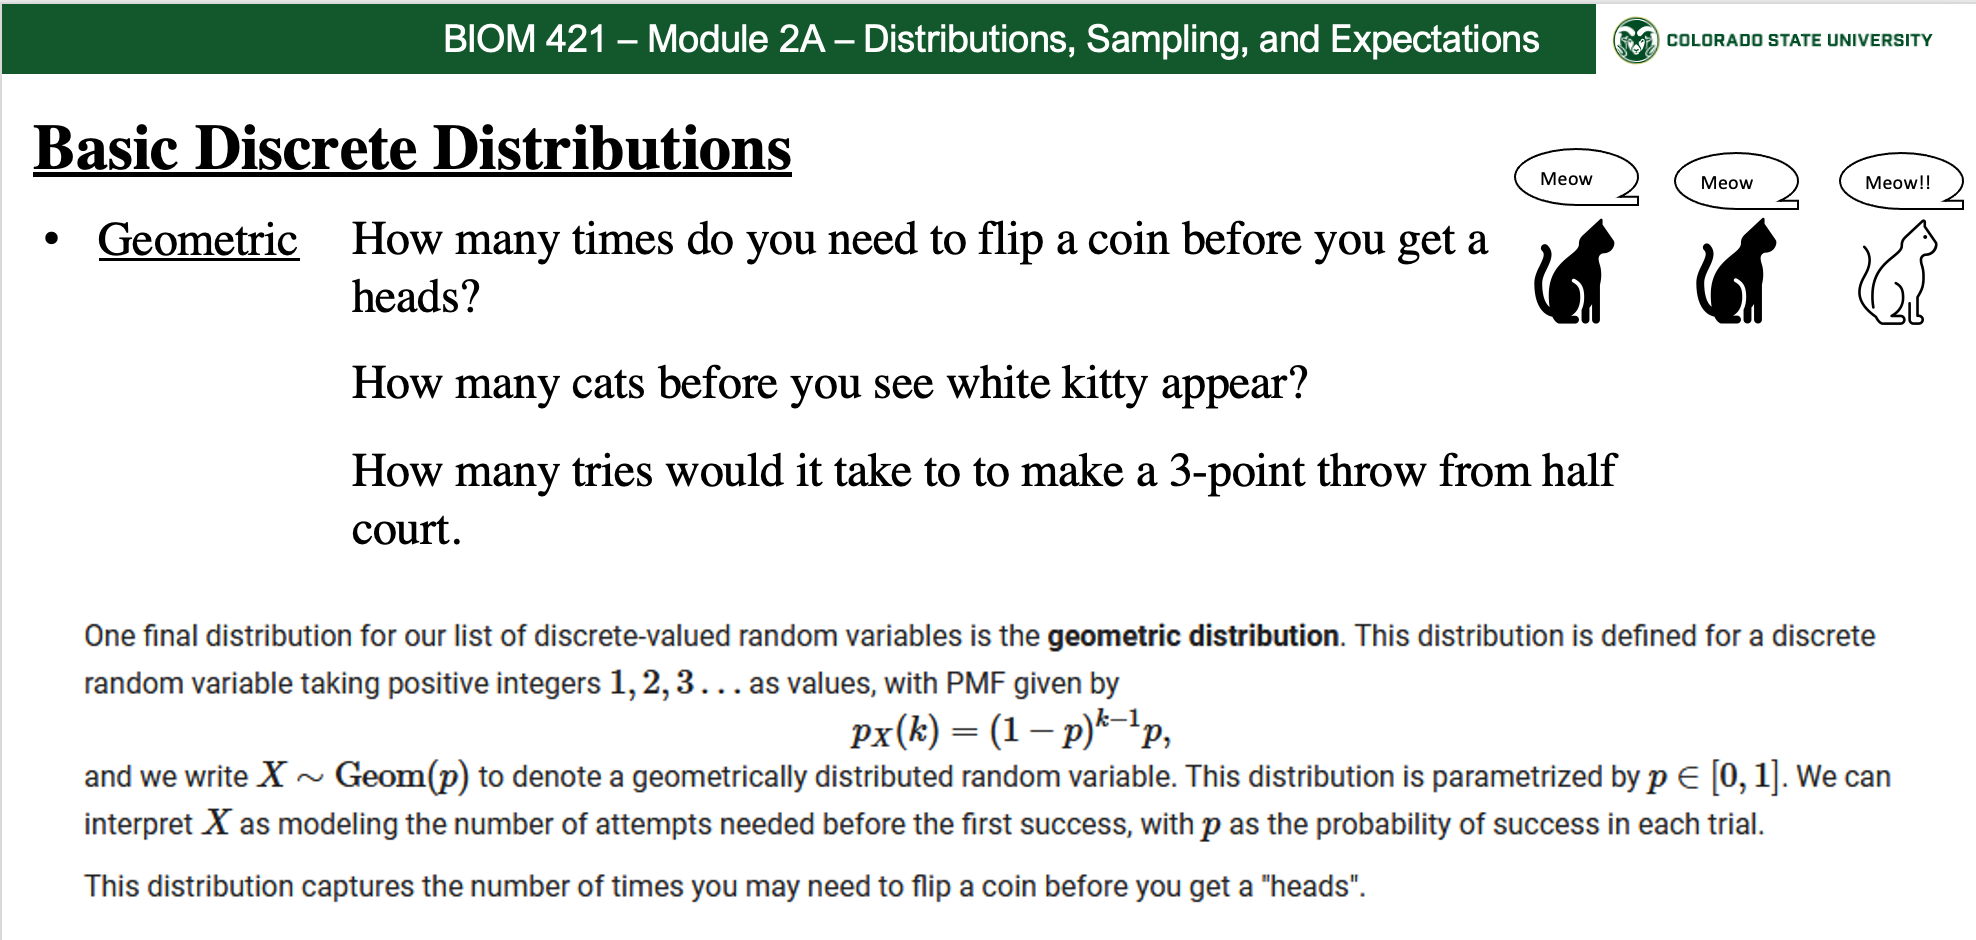 BIOM 421 – Module 2A – Distributions, Sampling, and Expectations
COLORADO STATE UNIVERSITY
Basic Discrete Distributions
Meow
Meow
Meow!!
• Geometric How many times do you need to flip a coin before you get a
heads?
How many cats before you see white kitty appear?
How many tries would it take to to make a 3-point throw from half
court.
One final distribution for our list of discrete-valued random variables is the geometric distribution. This distribution is defined for a discrete
random variable taking positive integers 1, 2, 3 . . . as values, with PMF given by
p_X(k) = (1 − p)^{k−1}p,
and we write X ∼ Geom(p) to denote a geometrically distributed random variable. This distribution is parametrized by p ∈ [0, 1]. We can
interpret X as modeling the number of attempts needed before the first success, with p as the probability of success in each trial.
This distribution captures the number of times you may need to flip a coin before you get a "heads".